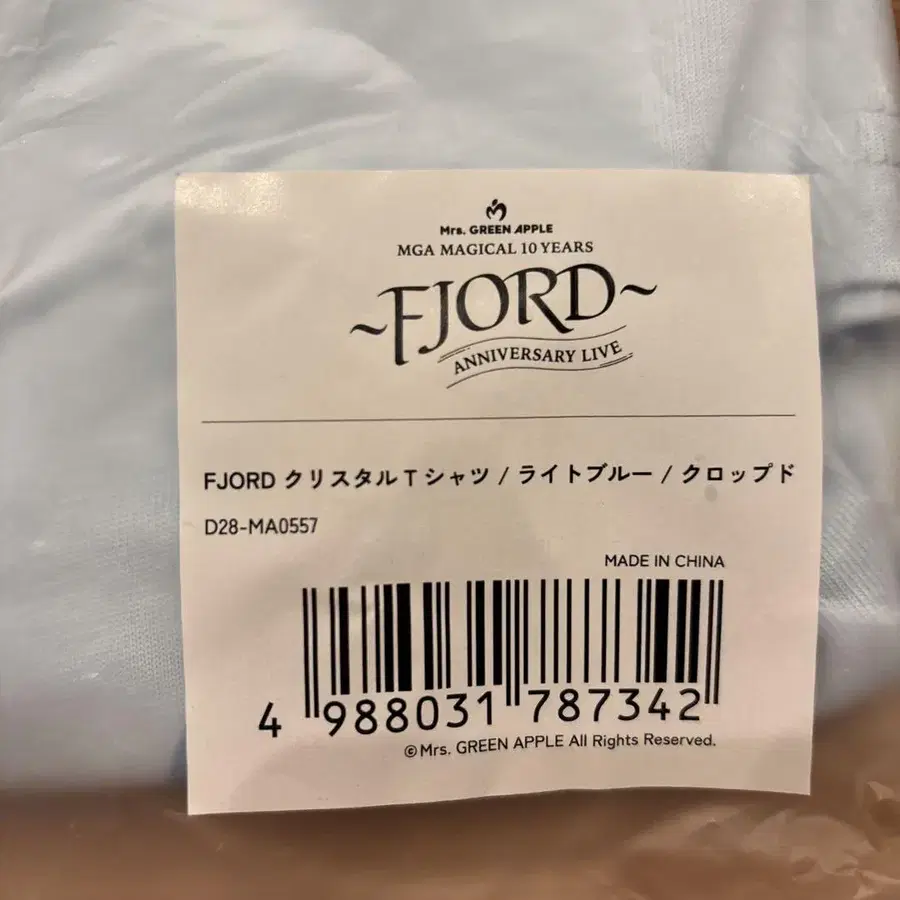 Mrs. GREEN APPLE
MGA MAGICAL 10 YEARS
~FJORD~
ANNIVERSARY LIVE
FJORD クリスタル T シャツ / ライトブルー / クロップド
D28-MA0557
MADE IN CHINA
4 988031 787342
©Mrs. GREEN APPLE All Rights Reserved.